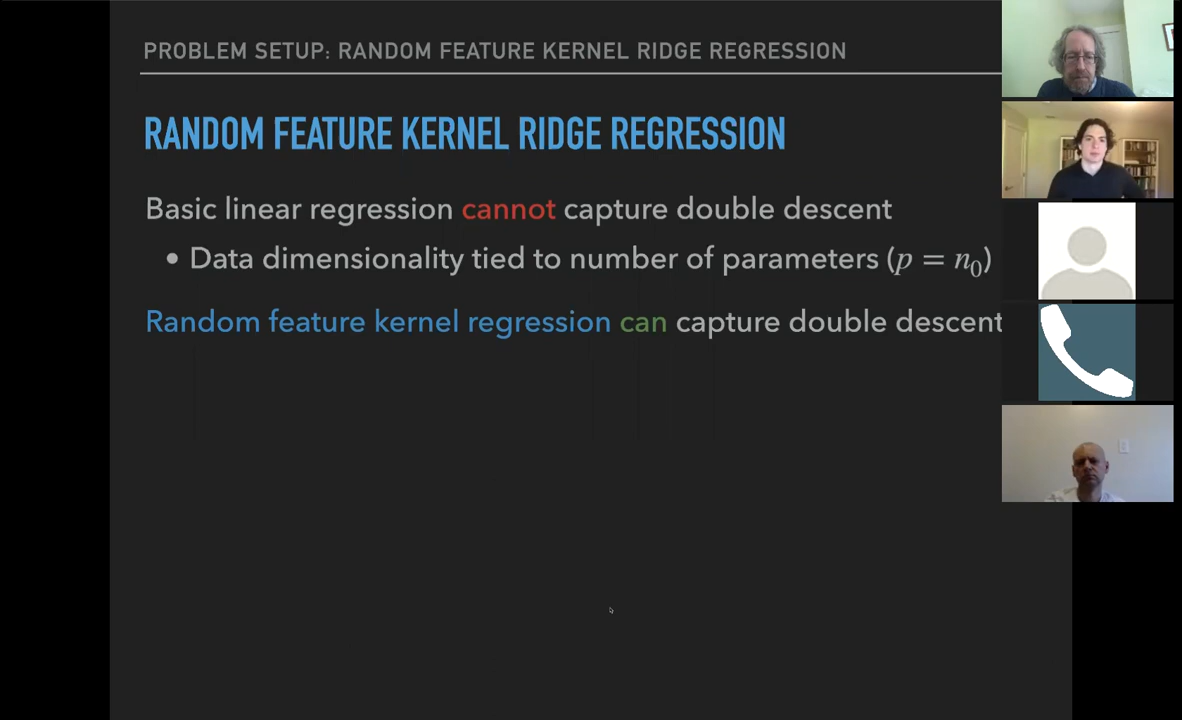 PROBLEM SETUP: RANDOM FEATURE KERNEL RIDGE REGRESSION
RANDOM FEATURE KERNEL RIDGE REGRESSION
Basic linear regression cannot capture double descent
• Data dimensionality tied to number of parameters (p = n₀)
Random feature kernel regression can capture double descent